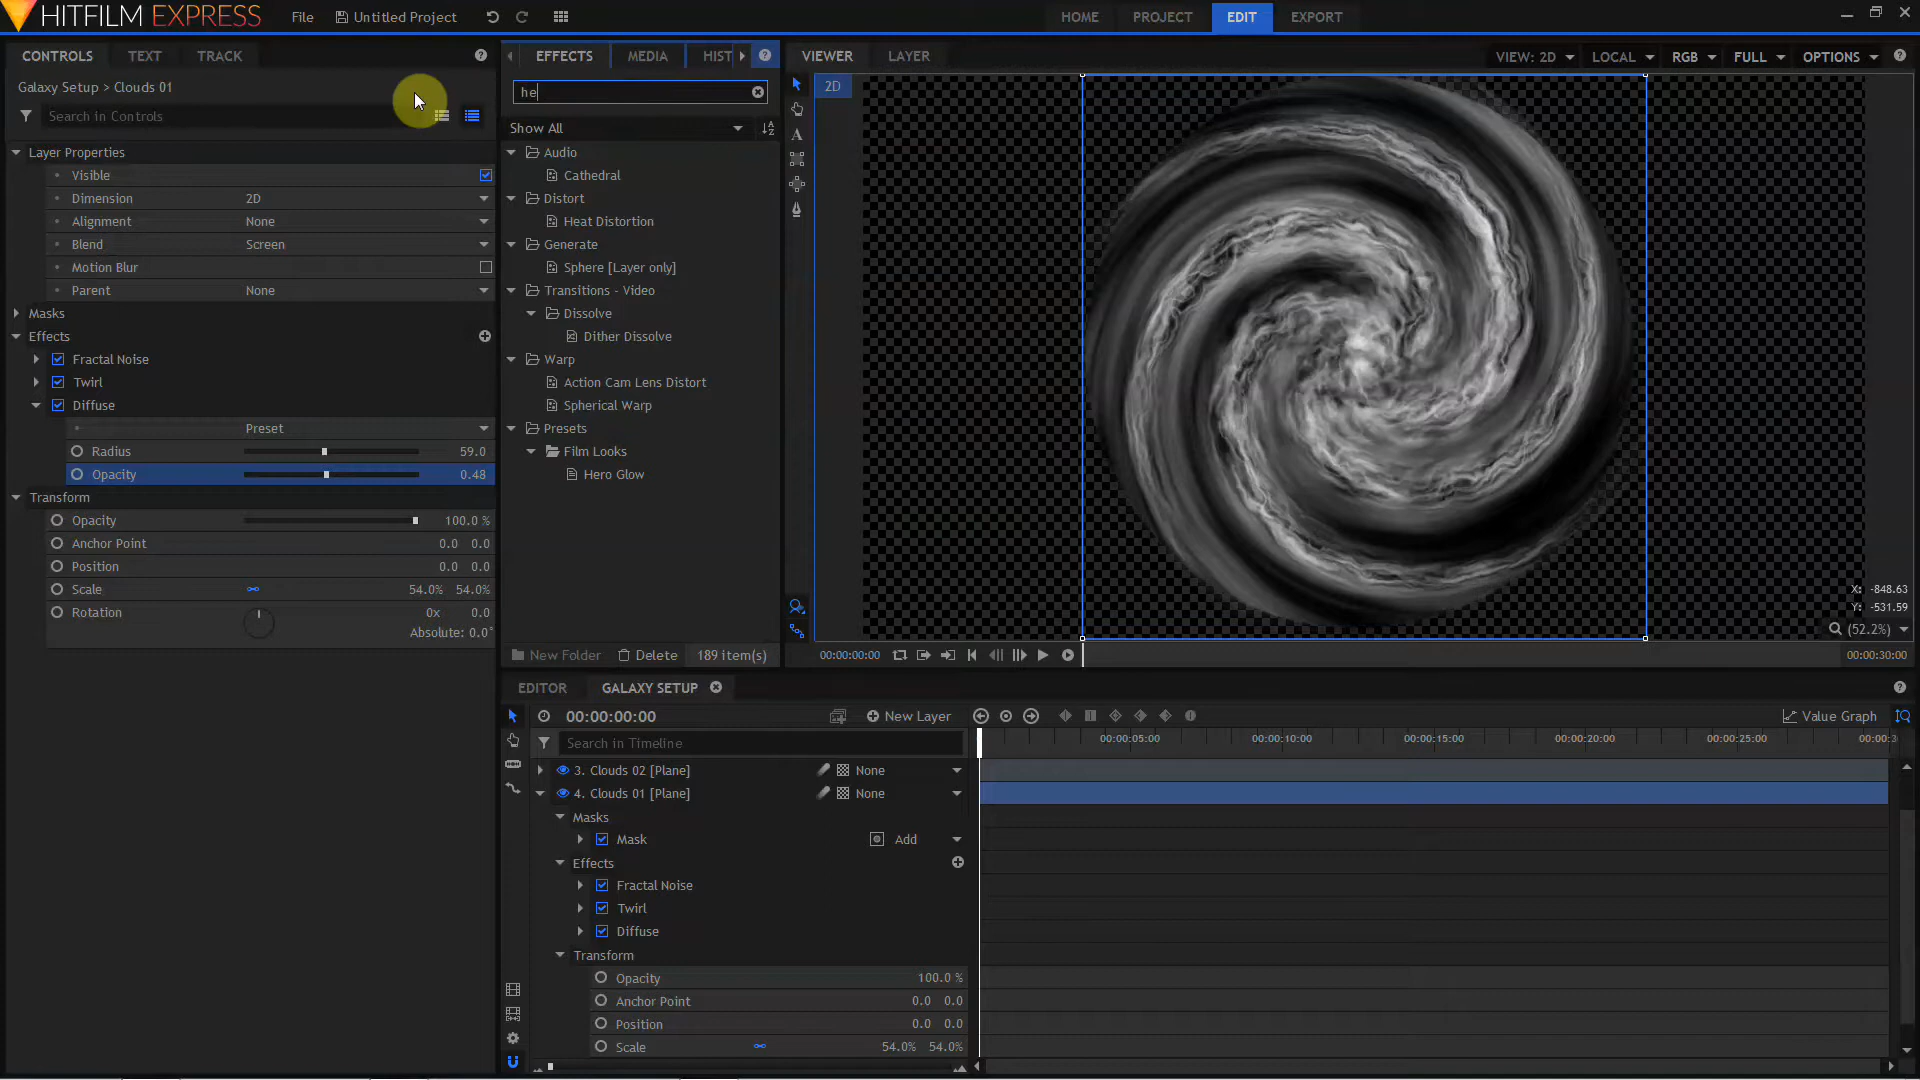 HITFILM EXPRESS File Untitled Project HOME PROJECT EDIT EXPORT
CONTROLS TEXT TRACK
Galaxy Setup > Clouds 01
Search in Controls
Layer Properties
Visible
Dimension 2D
Alignment None
Blend Screen
Motion Blur
Parent None
Masks
Effects
Fractal Noise
Twirl
Diffuse
Preset
Radius 59.0
Opacity 0.48
Transform
Opacity 100.0 %
Anchor Point 0.0 0.0
Position 0.0 0.0
Scale 54.0% 54.0%
Rotation 0x 0.0
Absolute: 0.0°
EFFECTS MEDIA HIST
he
Show All
Audio
Cathedral
Distort
Heat Distortion
Generate
Sphere [Layer only]
Transitions - Video
Dissolve
Dither Dissolve
Warp
Action Cam Lens Distort
Spherical Warp
Presets
Film Looks
Hero Glow
New Folder Delete 189 item(s)
VIEWER LAYER VIEW: 2D LOCAL RGB FULL OPTIONS
2D
X: -848.63
Y: -531.59
(52.2%)
00:00:00:00 00:00:30:00
EDITOR GALAXY SETUP
00:00:00:00 New Layer Value Graph
Search in Timeline
00:00:05:00 00:00:10:00 00:00:15:00 00:00:20:00 00:00:25:00 00:00:3
3. Clouds 02 [Plane] None
4. Clouds 01 [Plane] None
Masks
Mask Add
Effects
Fractal Noise
Twirl
Diffuse
Transform
Opacity 100.0 %
Anchor Point 0.0 0.0
Position 0.0 0.0
Scale 54.0% 54.0%